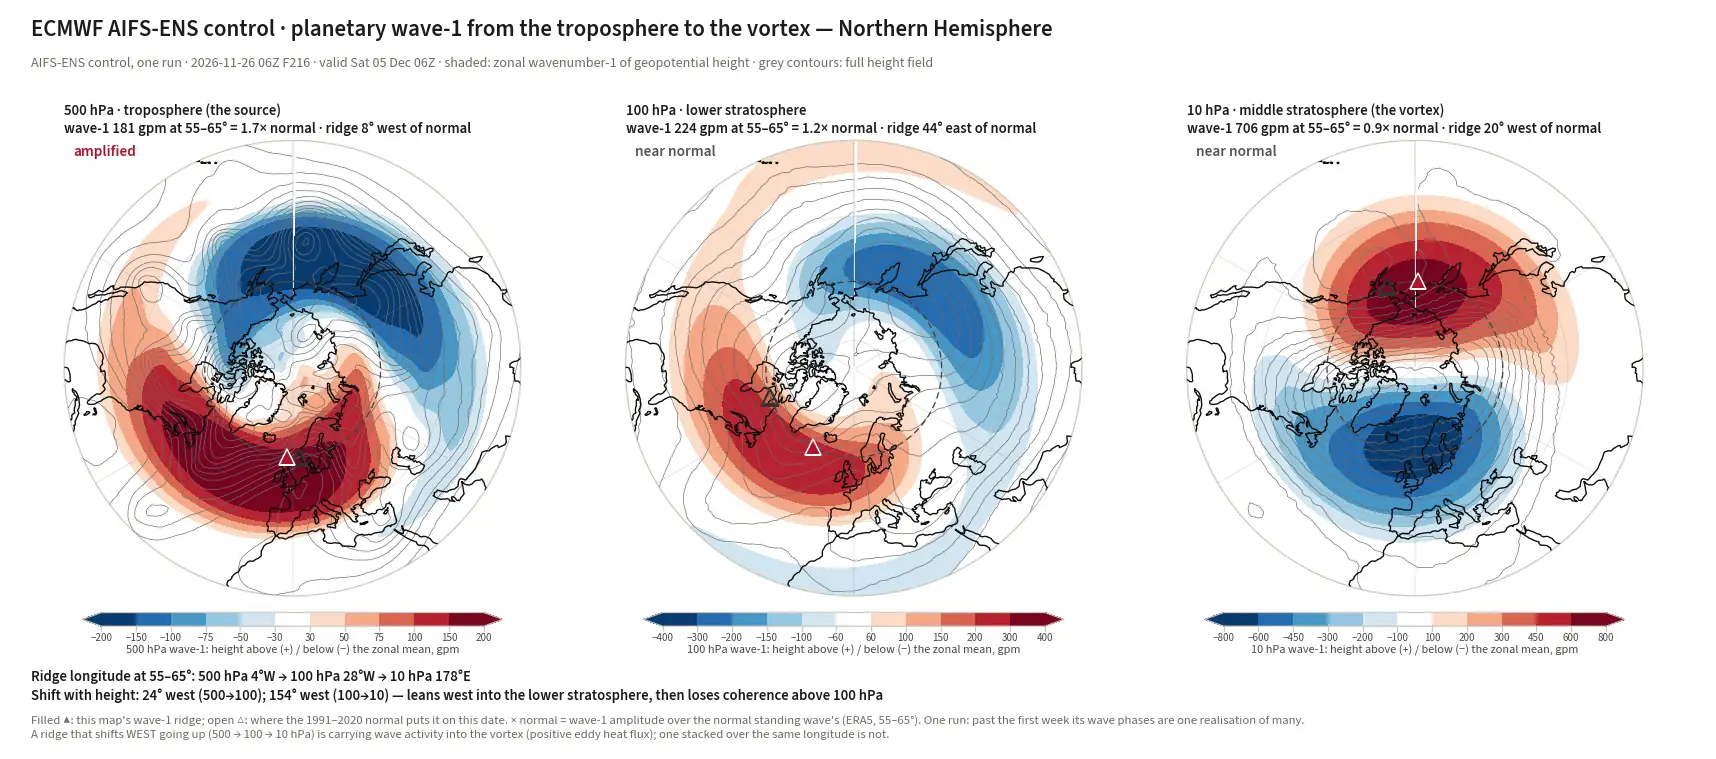 ECMWF AIFS-ENS control · planetary wave-1 from the troposphere to the vortex — Northern Hemisphere
AIFS-ENS control, one run · 2026-11-26 06Z F216 · valid Sat 05 Dec 06Z · shaded: zonal wavenumber-1 of geopotential height · grey contours: full height field
500 hPa · troposphere (the source)
wave-1 181 gpm at 55–65° = 1.7× normal · ridge 8° west of normal
amplified
100 hPa · lower stratosphere
wave-1 224 gpm at 55–65° = 1.2× normal · ridge 44° east of normal
near normal
10 hPa · middle stratosphere (the vortex)
wave-1 706 gpm at 55–65° = 0.9× normal · ridge 20° west of normal
near normal
−200 −150 −100 −75 −50 −30 30 50 75 100 150 200
500 hPa wave-1: height above (+) / below (−) the zonal mean, gpm
−400 −300 −200 −150 −100 −60 60 100 150 200 300 400
100 hPa wave-1: height above (+) / below (−) the zonal mean, gpm
−800 −600 −450 −300 −200 −100 100 200 300 450 600 800
10 hPa wave-1: height above (+) / below (−) the zonal mean, gpm
Ridge longitude at 55–65°: 500 hPa 4°W → 100 hPa 28°W → 10 hPa 178°E
Shift with height: 24° west (500→100); 154° west (100→10) — leans west into the lower stratosphere, then loses coherence above 100 hPa
Filled ▲: this map's wave-1 ridge; open △: where the 1991–2020 normal puts it on this date. × normal = wave-1 amplitude over the normal standing wave's (ERA5, 55–65°). One run: past the first week its wave phases are one realisation of many.
A ridge that shifts WEST going up (500 → 100 → 10 hPa) is carrying wave activity into the vortex (positive eddy heat flux); one stacked over the same longitude is not.